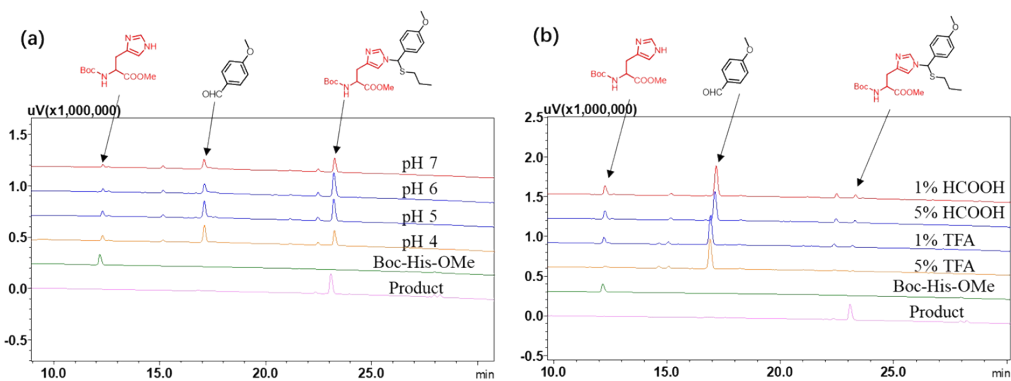 (a)
N
NH
Boc
N
H
COOMe
O
OHC
O
N
N
S
Boc
N
H
COOMe
uV(x1,000,000)
1.5
1.0
0.5
0.0
-0.5
pH 7
pH 6
pH 5
pH 4
Boc-His-OMe
Product
10.0 15.0 20.0 25.0 min
(b)
N
NH
Boc
N
H
COOMe
O
OHC
O
N
N
S
Boc
N
H
COOMe
uV(x1,000,000)
2.5
2.0
1.5
1.0
0.5
-0.0
-0.5
1% HCOOH
5% HCOOH
1% TFA
5% TFA
Boc-His-OMe
Product
10.0 15.0 20.0 25.0 min